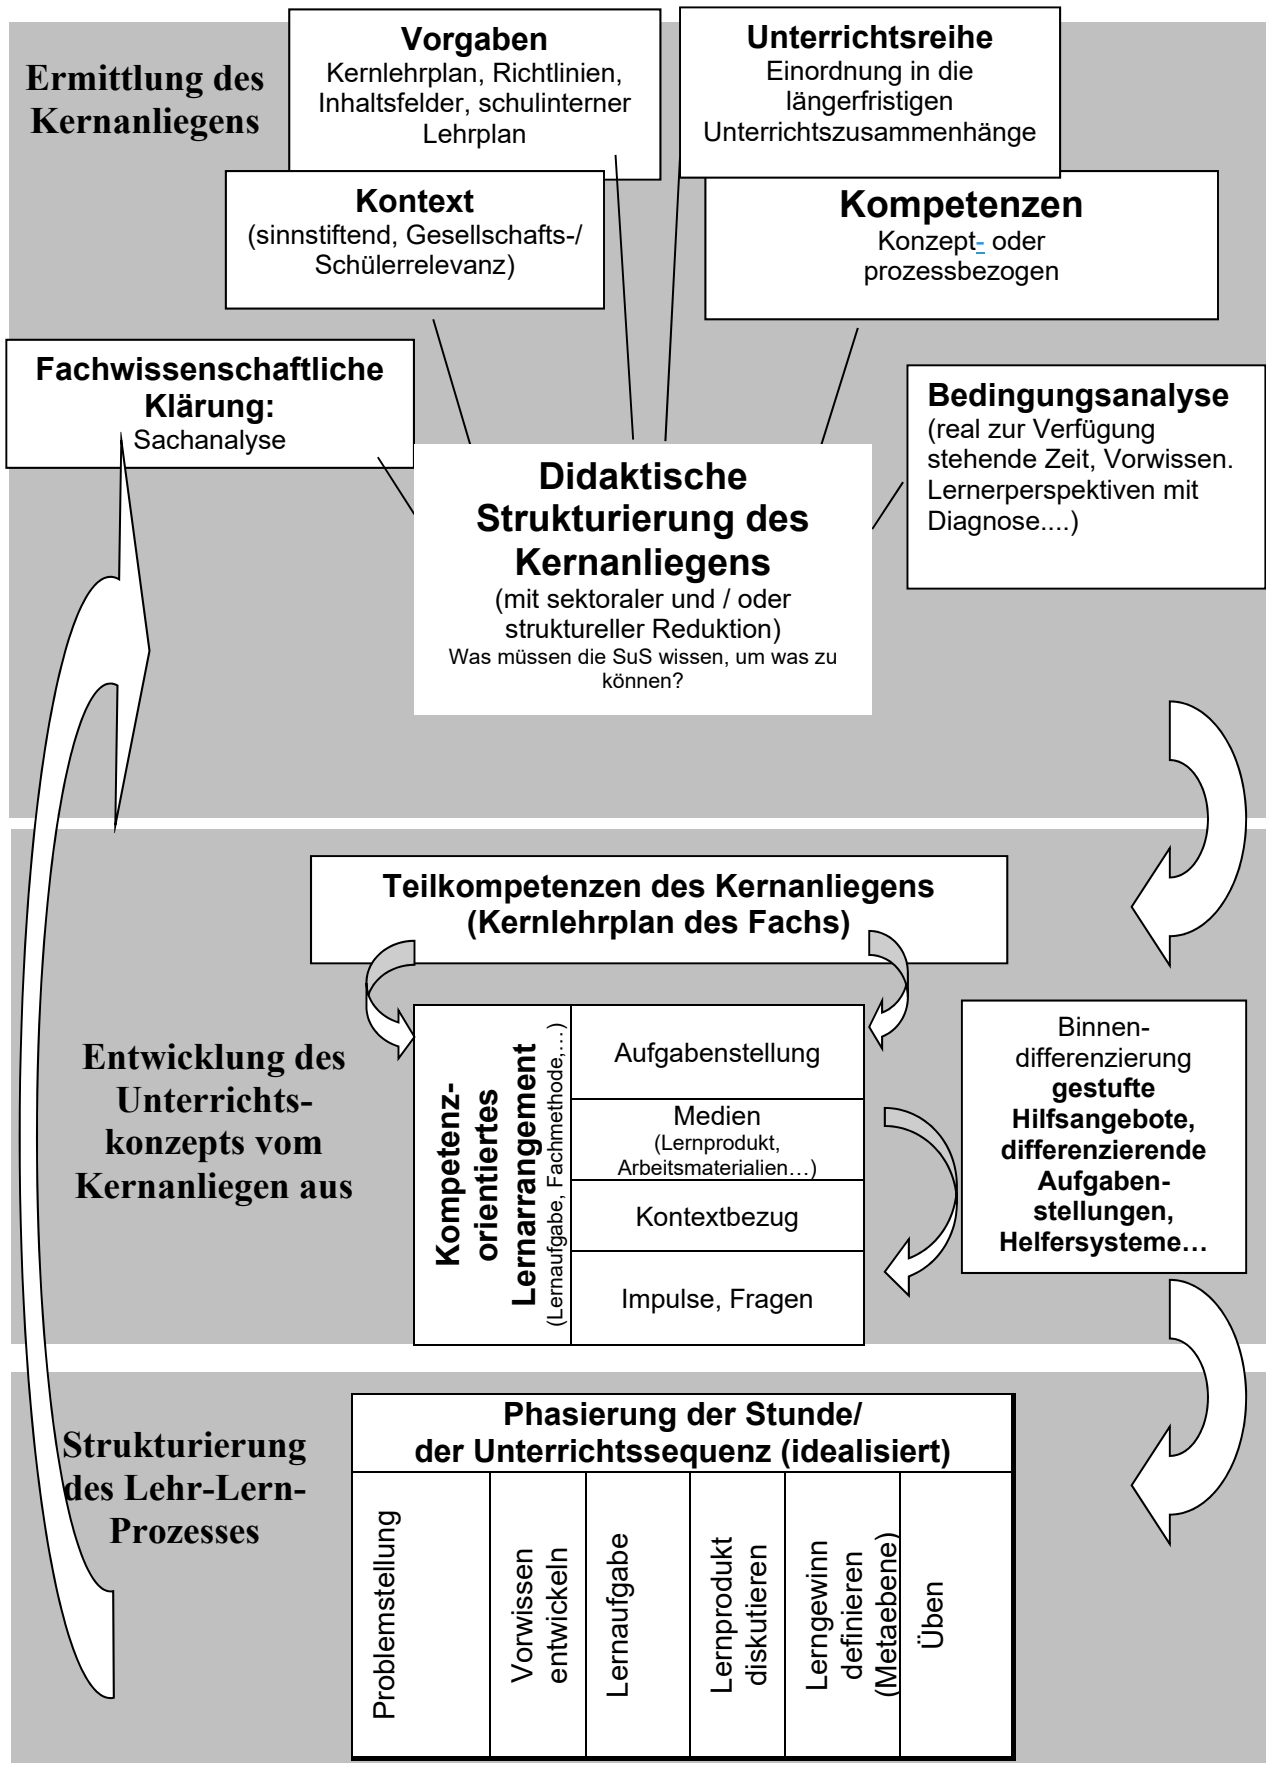 Ermittlung des
Kernanliegens
Vorgaben
Kernlehrplan, Richtlinien,
Inhaltsfelder, schulinterner
Lehrplan
Unterrichtsreihe
Einordnung in die
längerfristigen
Unterrichtszusammenhänge
Kontext
(sinnstiftend, Gesellschafts-/
Schülerrelevanz)
Kompetenzen
Konzept- oder
prozessbezogen
Fachwissenschaftliche
Klärung:
Sachanalyse
Bedingungsanalyse
(real zur Verfügung
stehende Zeit, Vorwissen.
Lernerperspektiven mit
Diagnose....)
Didaktische
Strukturierung des
Kernanliegens
(mit sektoraler und / oder
struktureller Reduktion)
Was müssen die SuS wissen, um was zu
können?
Teilkompetenzen des Kernanliegens
(Kernlehrplan des Fachs)
Entwicklung des
Unterrichts-
konzepts vom
Kernanliegen aus
Kompetenz-
orientiertes
Lernarrangement
(Lernaufgabe, Fachmethode,…)
Aufgabenstellung
Medien
(Lernprodukt,
Arbeitsmaterialien…)
Kontextbezug
Impulse, Fragen
Binnen-
differenzierung
gestufte
Hilfsangebote,
differenzierende
Aufgaben-
stellungen,
Helfersysteme…
Strukturierung
des Lehr-Lern-
Prozesses
Phasierung der Stunde/
der Unterrichtssequenz (idealisiert)
Problemstellung
Vorwissen
entwickeln
Lernaufgabe
Lernprodukt
diskutieren
Lerngewinn
definieren
(Metaebene)
Üben